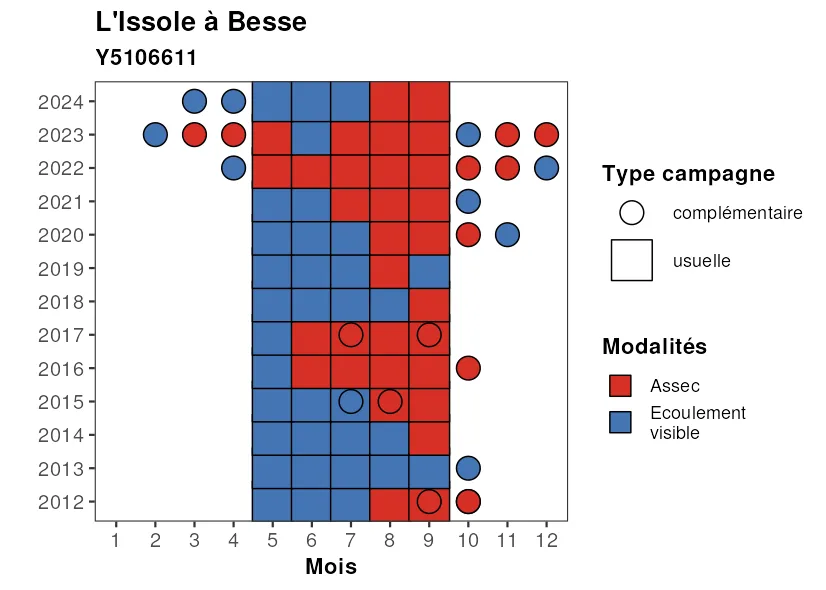 L'Issole à Besse
Y5106611
2024
2023
2022
2021
2020
2019
2018
2017
2016
2015
2014
2013
2012
1 2 3 4 5 6 7 8 9 10 11 12
Mois
Type campagne
complémentaire
usuelle
Modalités
Assec
Ecoulement
visible